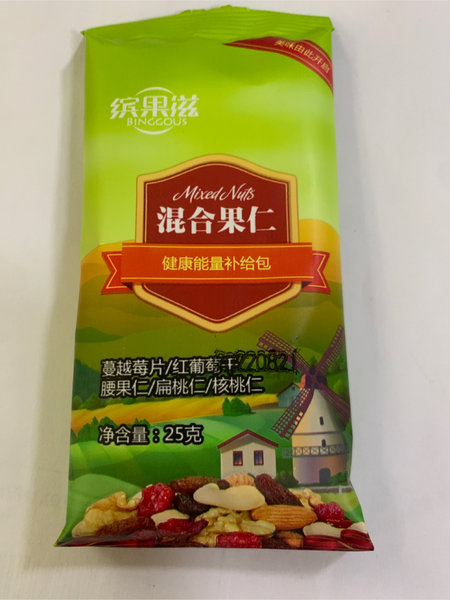 美味由此开启
缤果滋
BINGGOUS
Mixed Nuts
混合果仁
健康能量补给包
20220821
蔓越莓片/红葡萄干
腰果仁/扁桃仁/核桃仁
净含量：25克